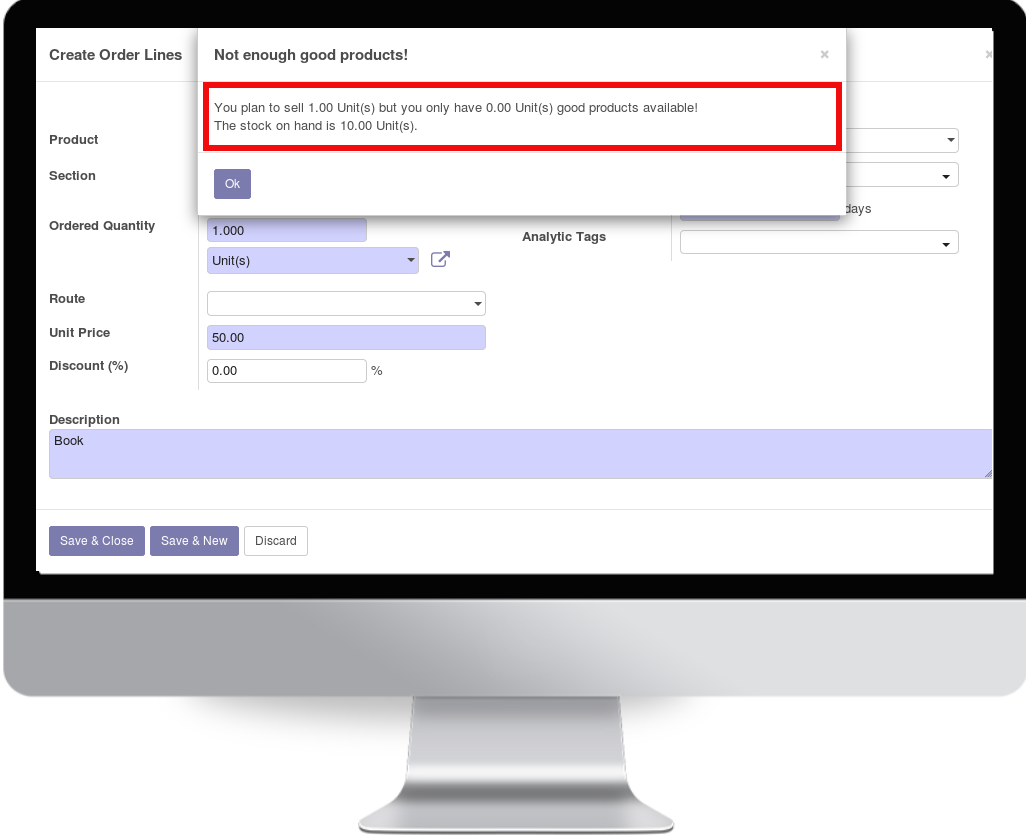 Create Order Lines
Not enough good products!
×
×
You plan to sell 1.00 Unit(s) but you only have 0.00 Unit(s) good products available!
The stock on hand is 10.00 Unit(s).
Ok
Product
Section
Ordered Quantity
1.000
Unit(s)
days
Analytic Tags
Route
Unit Price
50.00
Discount (%)
0.00
%
Description
Book
Save & Close
Save & New
Discard